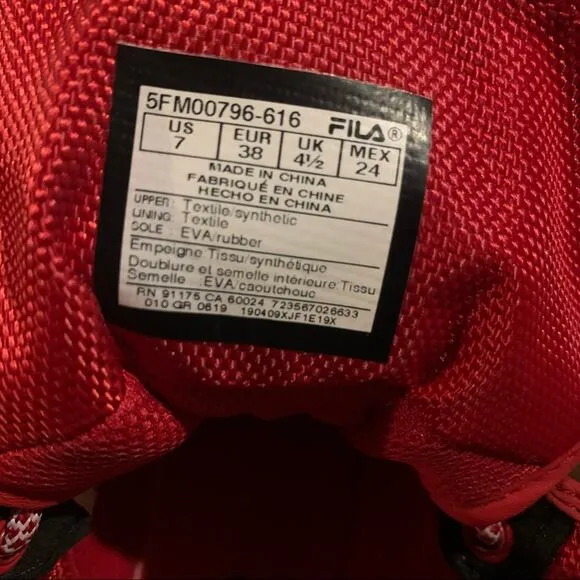 5FM00796-616 FILA®
US EUR UK MEX
7 38 4½ 24
MADE IN CHINA
FABRIQUÉ EN CHINE
HECHO EN CHINA
UPPER: Textile/synthetic
LINING: Textile
SOLE : EVA/rubber
Empeigne:Tissu/synthétique
Doublure et semelle intérieure:Tissu
Semelle :EVA/caoutchouc
RN 91175 CA 60024 723567026633
010 GR 0619 190409XJF1E19X